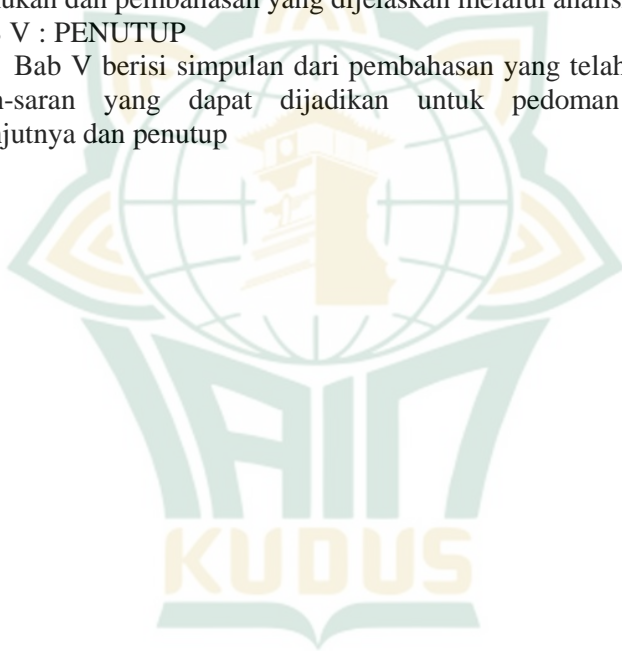 ukan dan pembahasan yang dijelaskan melalui analis
V : PENUTUP
Bab V berisi simpulan dari pembahasan yang telah
-saran yang dapat dijadikan untuk pedoman
jutnya dan penutup
IAIN
KUDUS